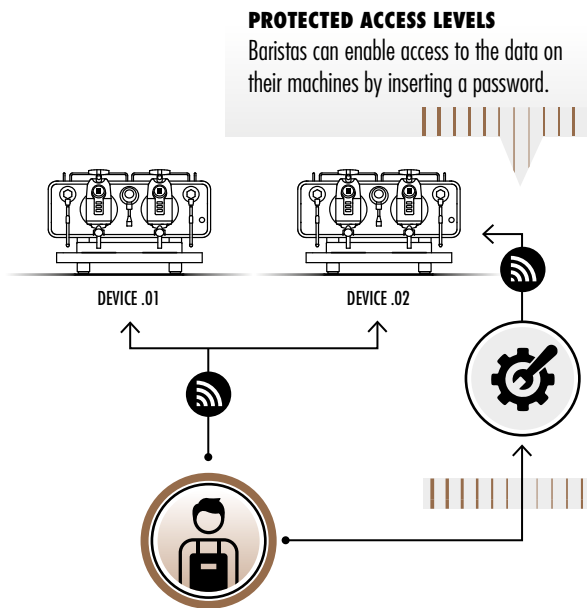 PROTECTED ACCESS LEVELS
Baristas can enable access to the data on
their machines by inserting a password.
DEVICE .01
DEVICE .02